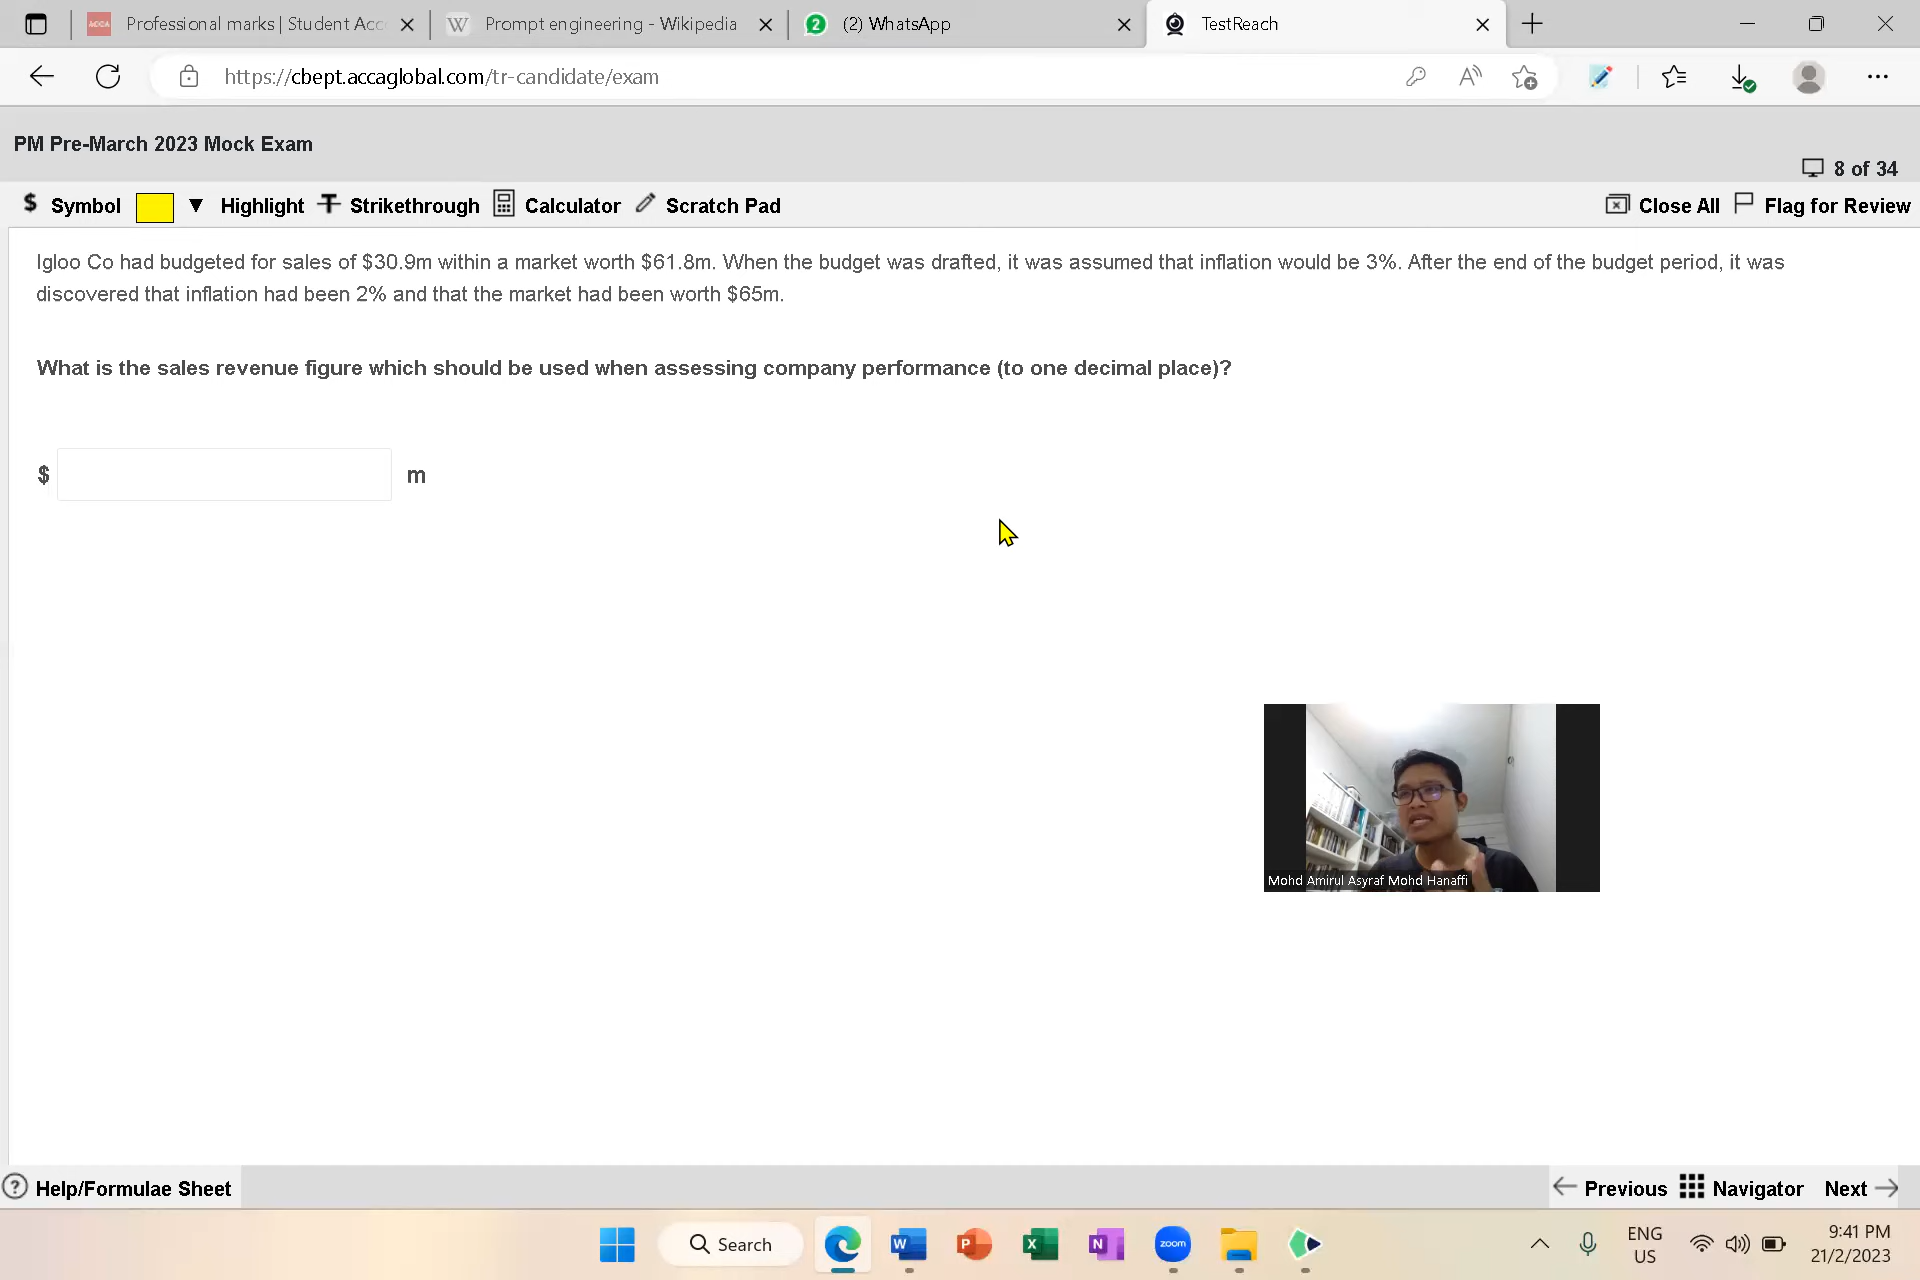 Professional marks | Student Acc
Prompt engineering - Wikipedia
(2) WhatsApp
TestReach
https://cbept.accaglobal.com/tr-candidate/exam
PM Pre-March 2023 Mock Exam
8 of 34
$ Symbol ▼ Highlight Strikethrough Calculator Scratch Pad
Close All Flag for Review
Igloo Co had budgeted for sales of $30.9m within a market worth $61.8m. When the budget was drafted, it was assumed that inflation would be 3%. After the end of the budget period, it was
discovered that inflation had been 2% and that the market had been worth $65m.
What is the sales revenue figure which should be used when assessing company performance (to one decimal place)?
$ m
Mohd Amirul Asyraf Mohd Hanaffi
Help/Formulae Sheet
Previous Navigator Next
Search
zoom
ENG
US
9:41 PM
21/2/2023